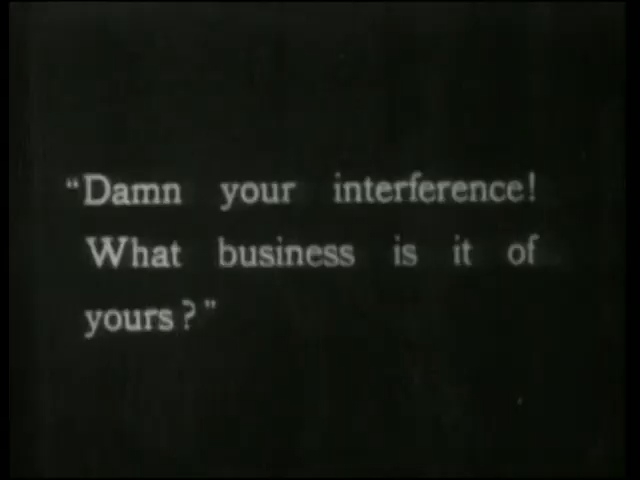 “Damn your interference!
What business is it of
yours?”